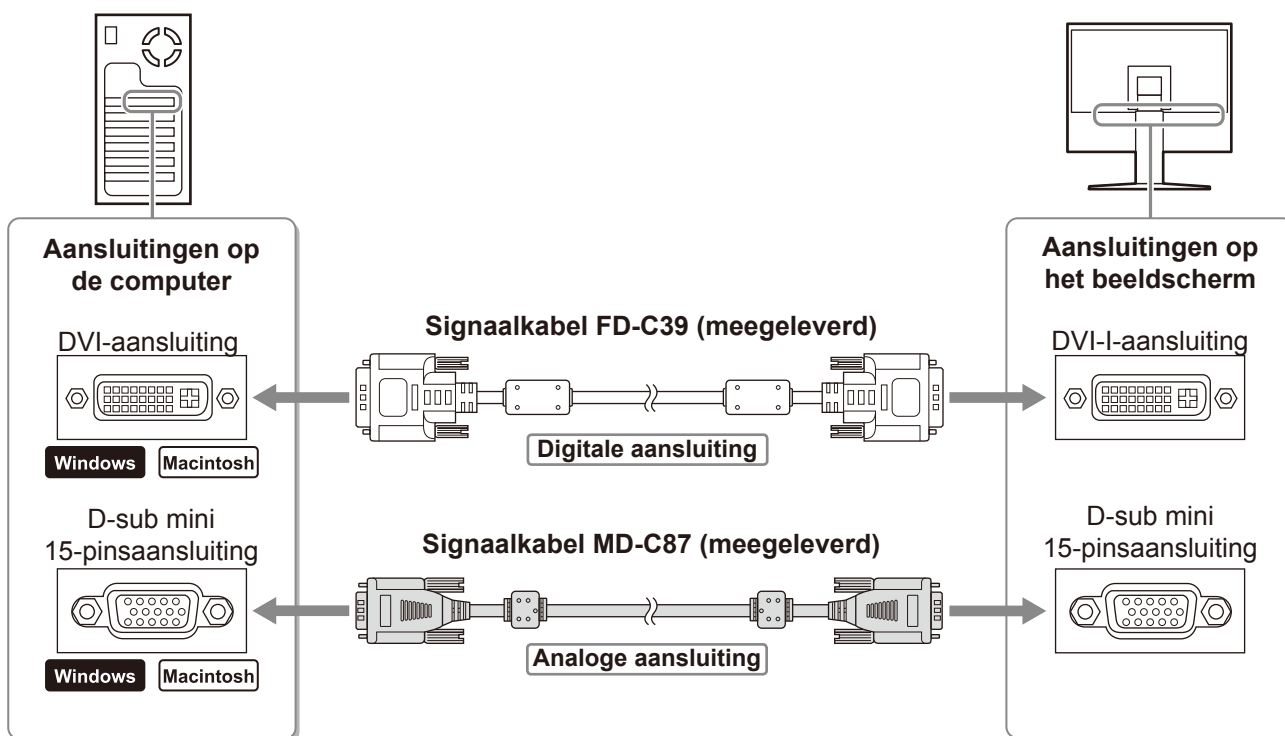 Aansluitingen op
de computer
DVI-aansluiting
Windows Macintosh
D-sub mini
15-pinsaansluiting
Windows Macintosh
Signaalkabel FD-C39 (meegeleverd)
Digitale aansluiting
Signaalkabel MD-C87 (meegeleverd)
Analoge aansluiting
Aansluitingen op
het beeldscherm
DVI-I-aansluiting
D-sub mini
15-pinsaansluiting